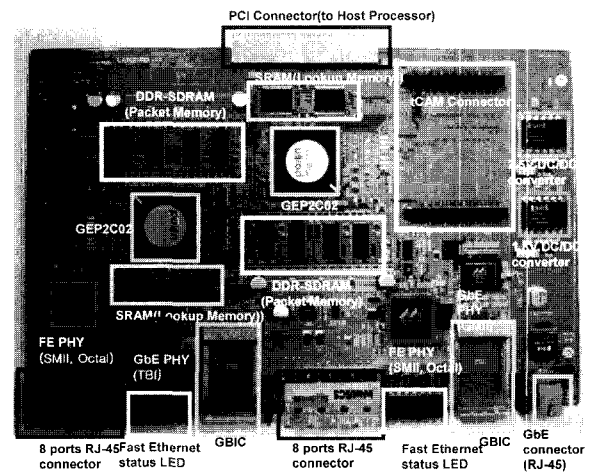 PCI Connector(to Host Processor)
SRAM(Lookup Memory)
DDR-SDRAM
(Packet Memory)
tCAM Connector
GEP2C02
DC/DC
converter
GEP2C02
DC/DC
converter
DDR-SDRAM
(Packet Memory)
SRAM(Lookup Memory))
GbE
PHY
FE PHY
(SMII, Octal)
GbE PHY
(TBI)
FE PHY
(SMII, Octal)
8 ports RJ-45
connector
Fast Ethernet
status LED
GBIC
8 ports RJ-45
connector
Fast Ethernet
status LED
GBIC
GbE
connector
(RJ-45)